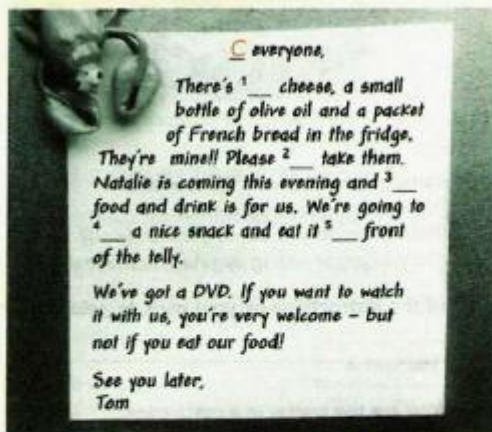 C everyone,
There's 1__ cheese, a small
bottle of olive oil and a packet
of French bread in the fridge.
They're mine!! Please 2__ take them.
Natalie is coming this evening and 3__
food and drink is for us. We're going to
4__ a nice snack and eat it 5__ front
of the telly.
We've got a DVD. If you want to watch
it with us, you're very welcome – but
not if you eat our food!
See you later,
Tom